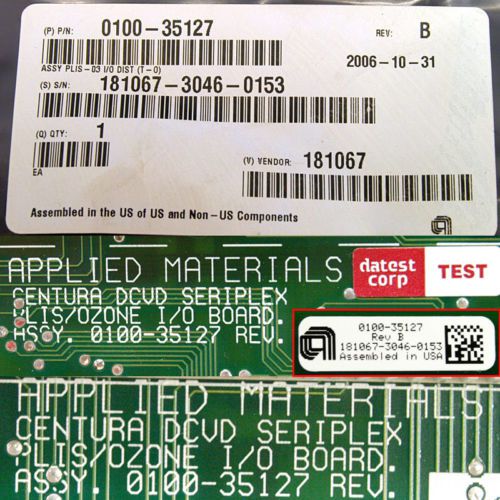 (P) P/N: 0100-35127 REV: B
ASSY PLIS-03 I/O DIST (T-0) 2006-10-31
(S) S/N: 181067-3046-0153
(Q) QTY: 1
EA
(V) VENDOR: 181067
Assembled in the US of US and Non-US Components
APPLIED MATERIALS
CENTURA DCVD SERIPLEX
PLIS/OZONE I/O BOARD.
ASSY. 0100-35127 REV.
datest
corp
TEST
0100-35127
Rev B
181067-3046-0153
Assembled in USA
APPLIED MATERIALS
CENTURA DCVD SERIPLEX
PLIS/OZONE I/O BOARD.
ASSY. 0100-35127 REV.